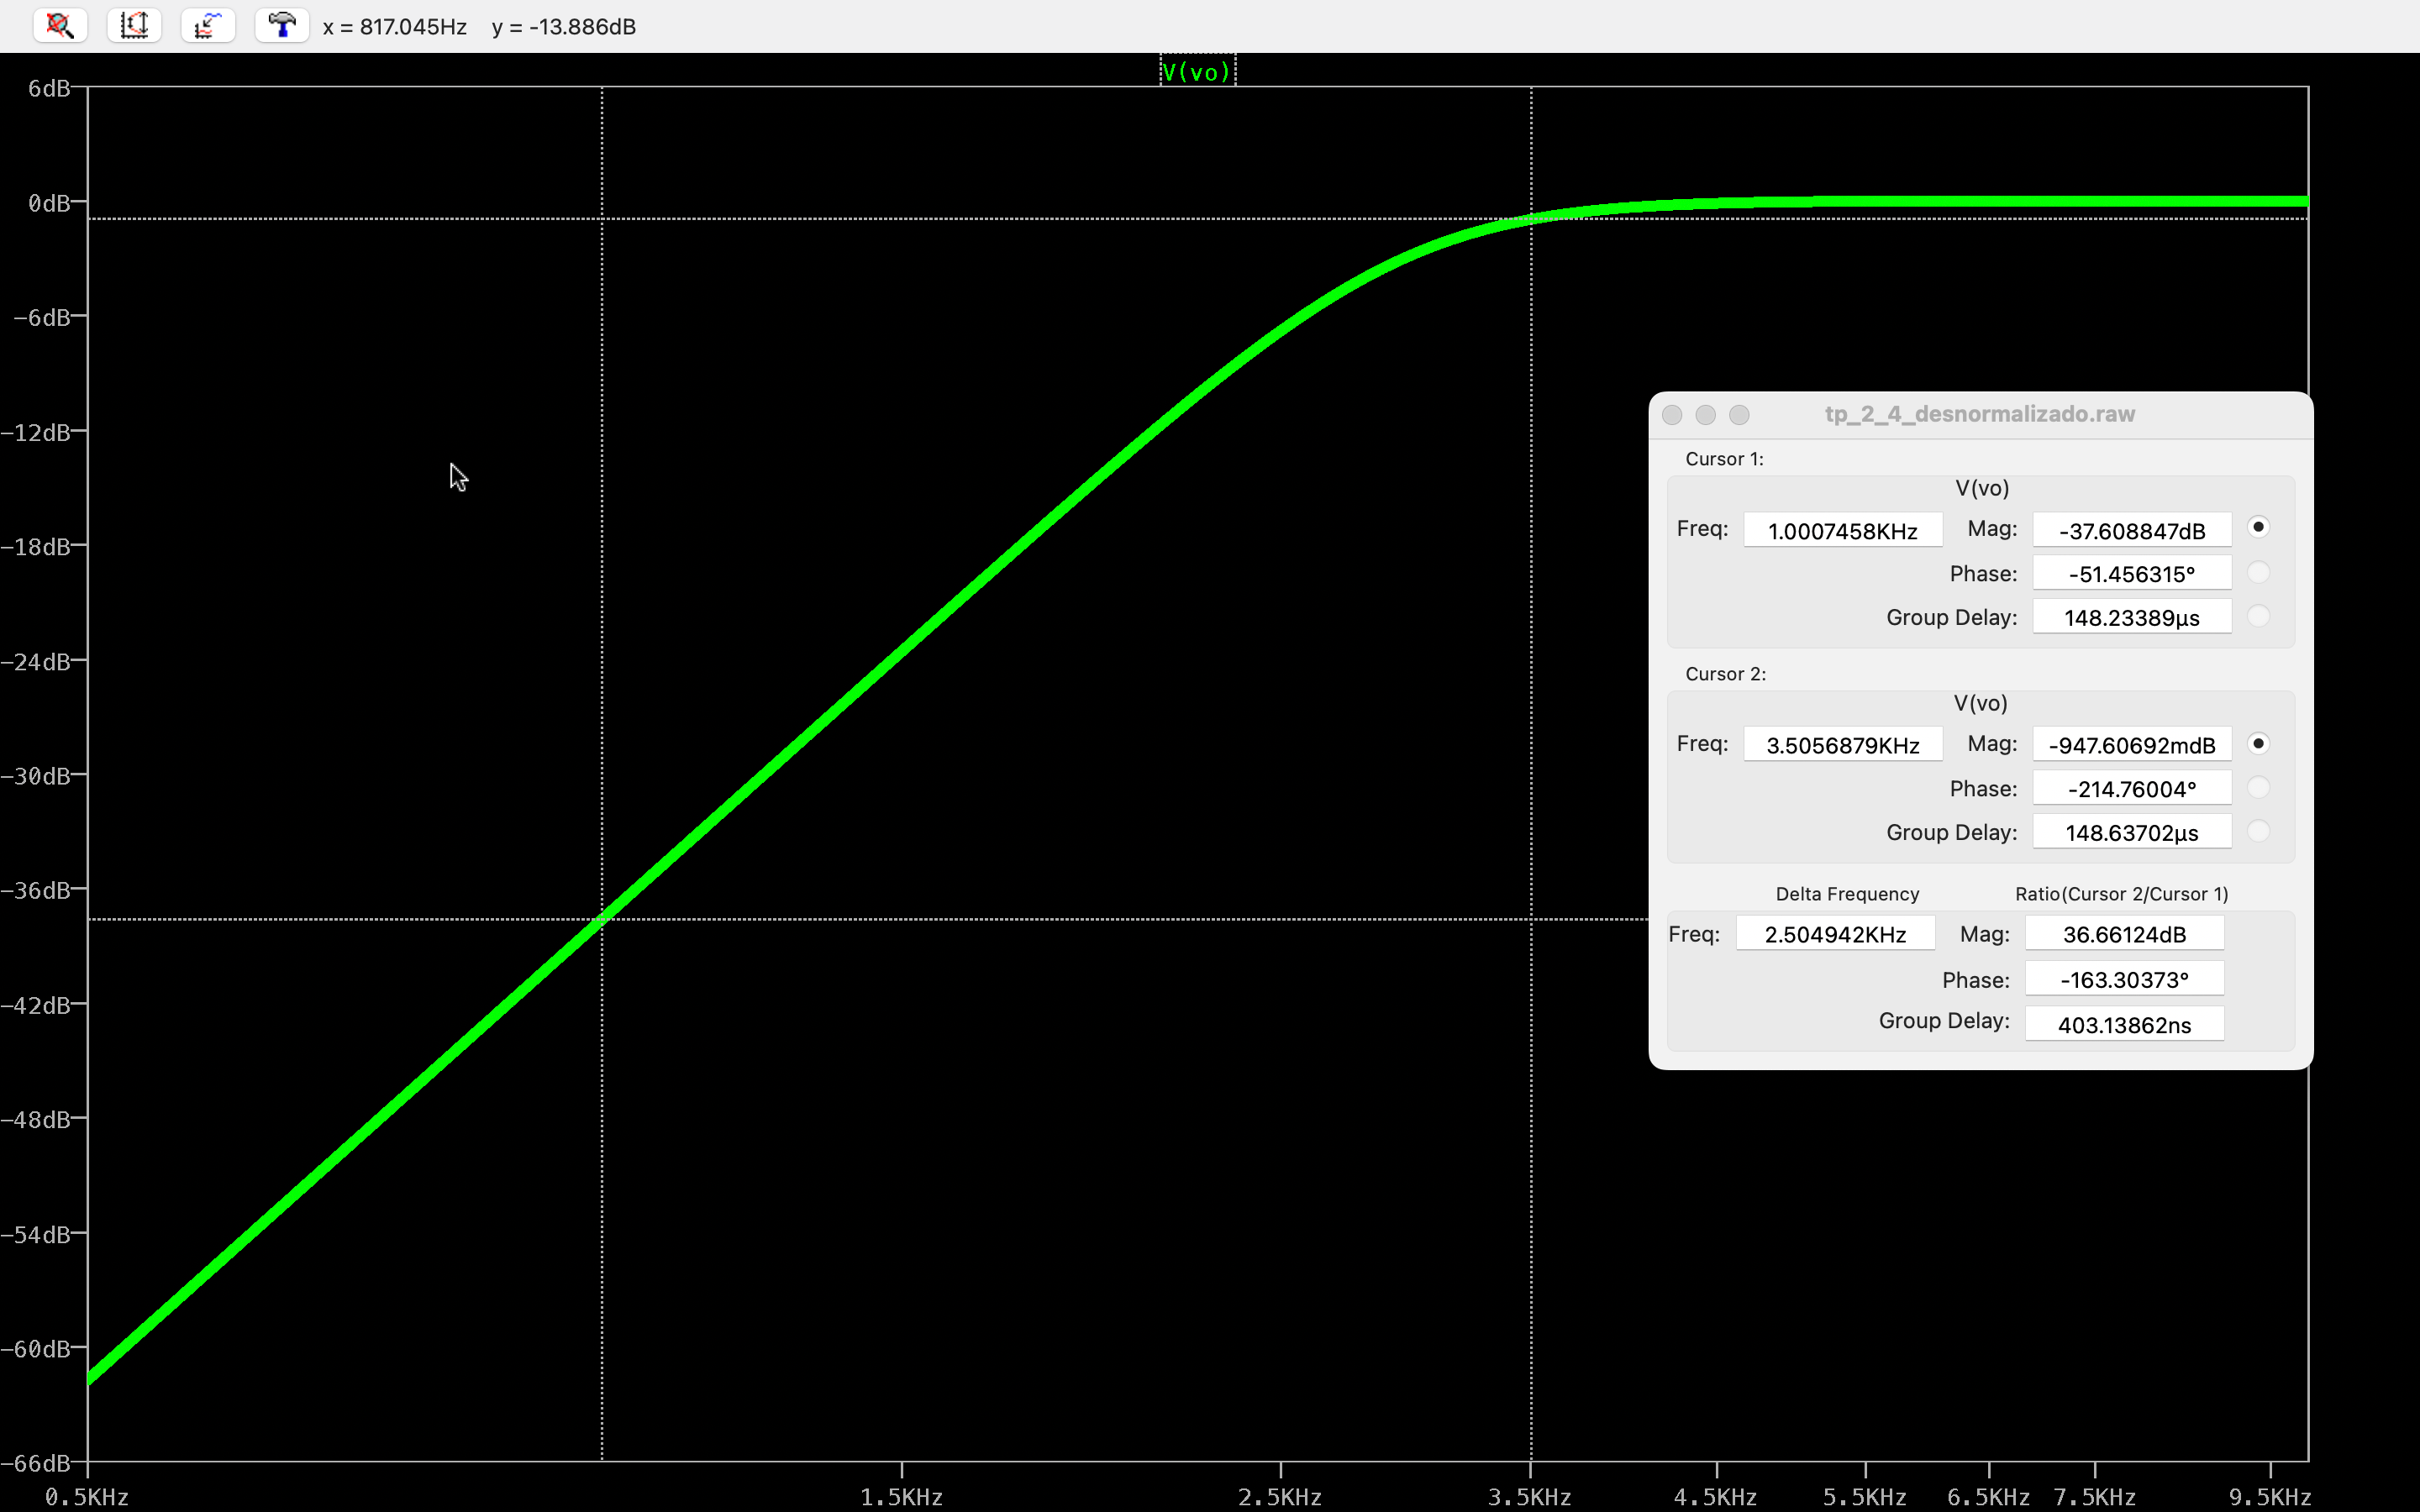 x = 817.045Hz y = -13.886dB
V(vo)
6dB
0dB
-6dB
-12dB
-18dB
-24dB
-30dB
-36dB
-42dB
-48dB
-54dB
-60dB
-66dB
0.5KHz 1.5KHz 2.5KHz 3.5KHz 4.5KHz 5.5KHz 6.5KHz 7.5KHz 9.5KHz
tp_2_4_desnormalizado.raw
Cursor 1:
V(vo)
Freq: 1.0007458KHz Mag: -37.608847dB
Phase: -51.456315°
Group Delay: 148.23389µs
Cursor 2:
V(vo)
Freq: 3.5056879KHz Mag: -947.60692mdB
Phase: -214.76004°
Group Delay: 148.63702µs
Delta Frequency Ratio(Cursor 2/Cursor 1)
Freq: 2.504942KHz Mag: 36.66124dB
Phase: -163.30373°
Group Delay: 403.13862ns